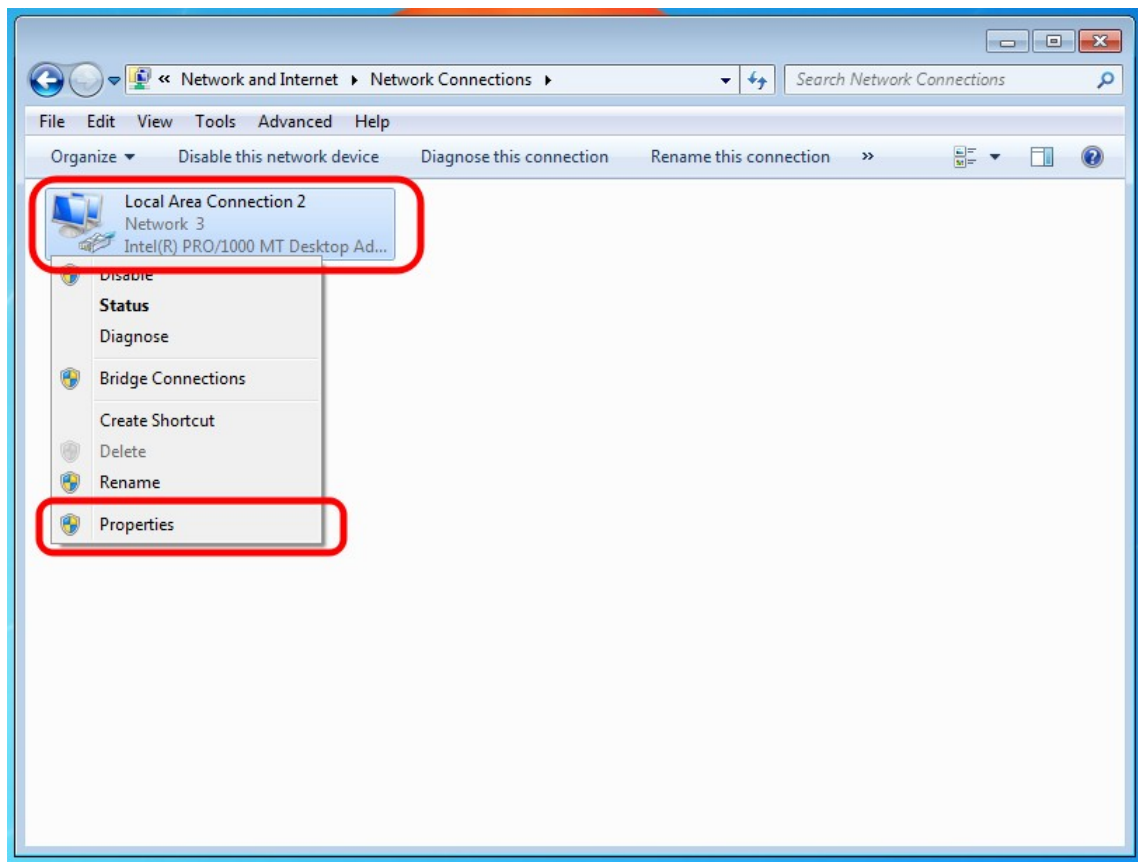 « Network and Internet ▸ Network Connections ▸ Search Network Connections
File Edit View Tools Advanced Help
Organize ▾ Disable this network device Diagnose this connection Rename this connection »
Local Area Connection 2
Network 3
Intel(R) PRO/1000 MT Desktop Ad...
Disable
Status
Diagnose
Bridge Connections
Create Shortcut
Delete
Rename
Properties